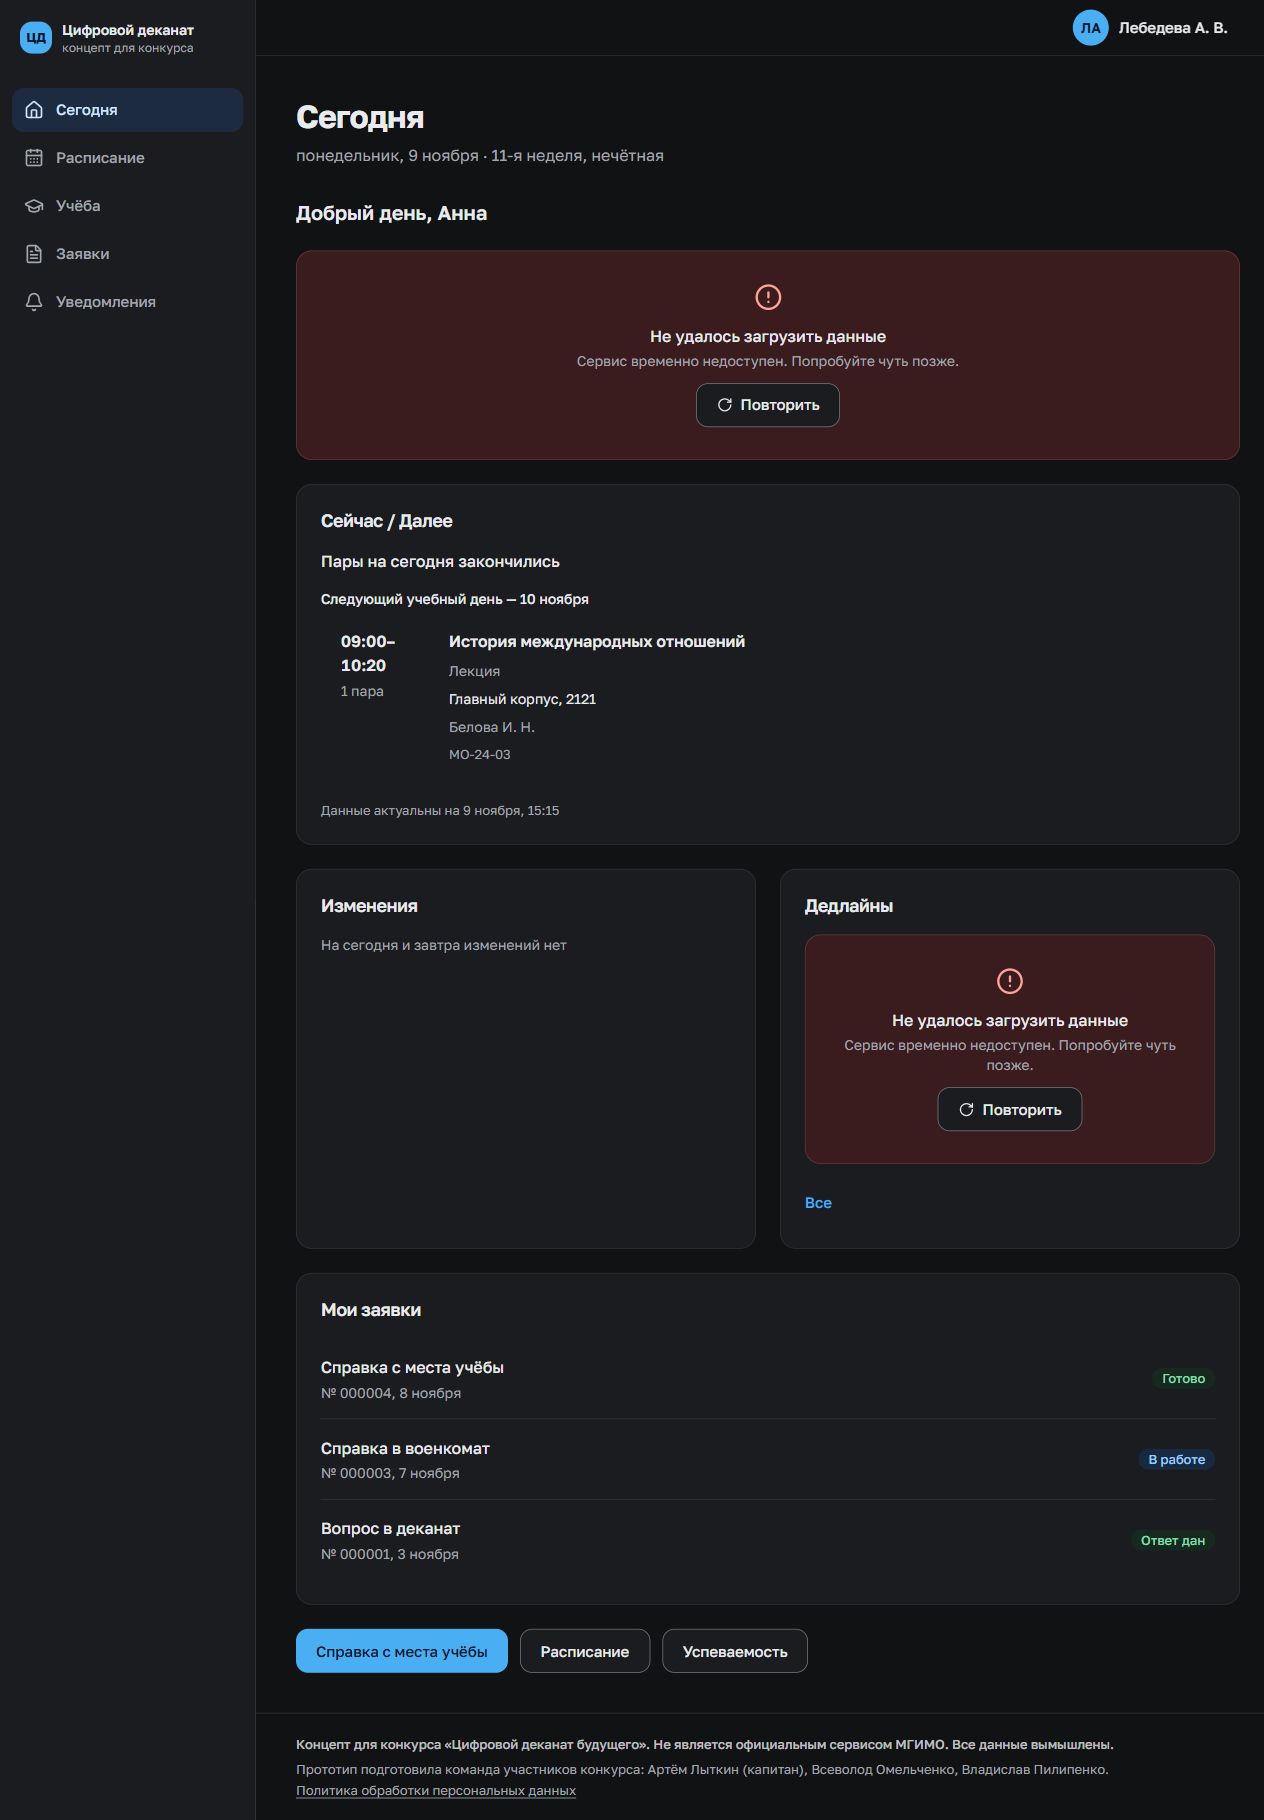 ЦД
Цифровой деканат
концепт для конкурса
ЛА
Лебедева А. В.
Сегодня
Расписание
Учёба
Заявки
Уведомления
Сегодня
понедельник, 9 ноября · 11-я неделя, нечётная
Добрый день, Анна
Не удалось загрузить данные
Сервис временно недоступен. Попробуйте чуть позже.
Повторить
Сейчас / Далее
Пары на сегодня закончились
Следующий учебный день — 10 ноября
09:00–
10:20
1 пара
История международных отношений
Лекция
Главный корпус, 2121
Белова И. Н.
МО-24-03
Данные актуальны на 9 ноября, 15:15
Изменения
На сегодня и завтра изменений нет
Дедлайны
Не удалось загрузить данные
Сервис временно недоступен. Попробуйте чуть
позже.
Повторить
Все
Мои заявки
Справка с места учёбы
№ 000004, 8 ноября
Готово
Справка в военкомат
№ 000003, 7 ноября
В работе
Вопрос в деканат
№ 000001, 3 ноября
Ответ дан
Справка с места учёбы
Расписание
Успеваемость
Концепт для конкурса «Цифровой деканат будущего». Не является официальным сервисом МГИМО. Все данные вымышлены.
Прототип подготовила команда участников конкурса: Артём Лыткин (капитан), Всеволод Омельченко, Владислав Пилипенко.
Политика обработки персональных данных